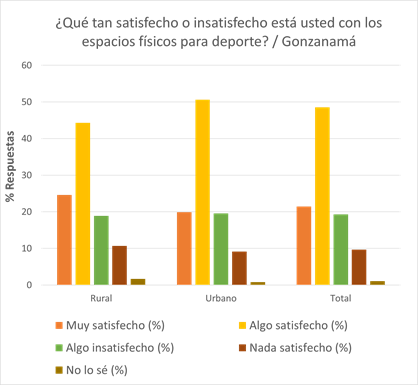 ¿Qué tan satisfecho o insatisfecho está usted con los
espacios físicos para deporte? / Gonzanamá
60
50
40
30
20
10
0
% Respuestas
Rural
Urbano
Total
Muy satisfecho (%)
Algo satisfecho (%)
Algo insatisfecho (%)
Nada satisfecho (%)
No lo sé (%)